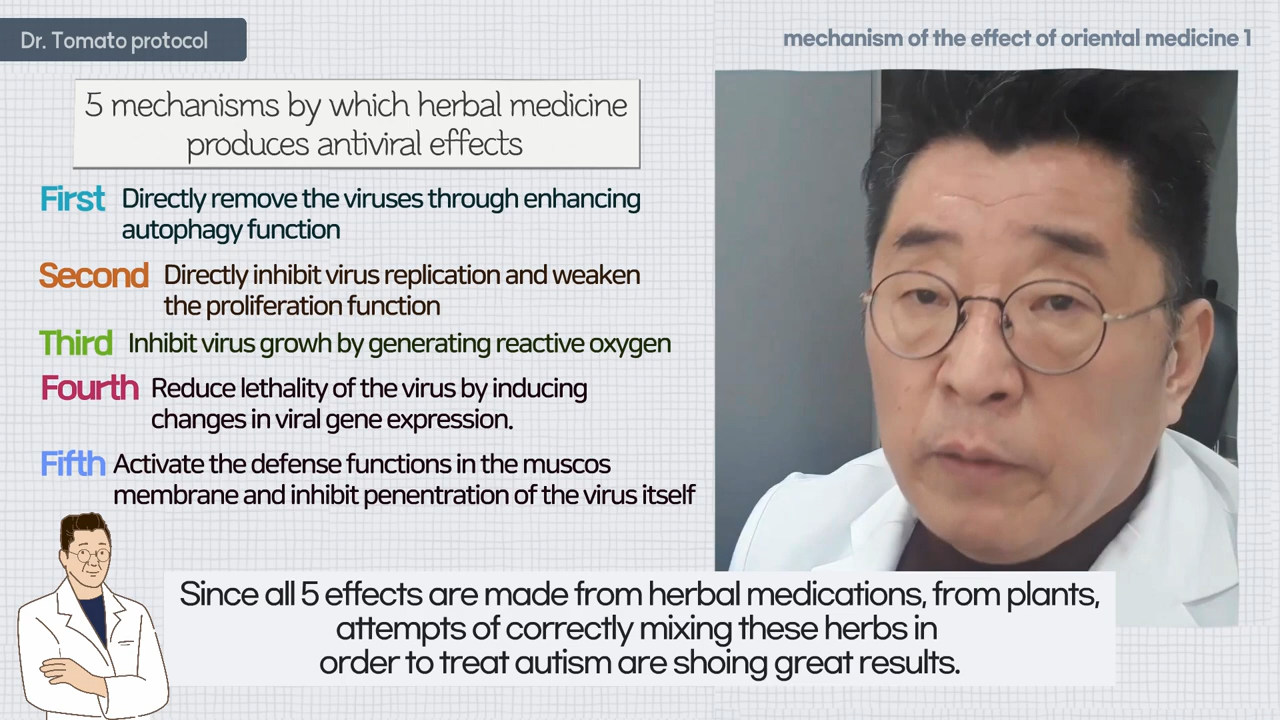 Dr. Tomato protocol
mechanism of the effect of oriental medicine 1
5 mechanisms by which herbal medicine
produces antiviral effects
First Directly remove the viruses through enhancing
autophagy function
Second Directly inhibit virus replication and weaken
the proliferation function
Third Inhibit virus growh by generating reactive oxygen
Fourth Reduce lethality of the virus by inducing
changes in viral gene expression.
Fifth Activate the defense functions in the muscos
membrane and inhibit penentration of the virus itself
Since all 5 effects are made from herbal medications, from plants,
attempts of correctly mixing these herbs in
order to treat autism are shoing great results.